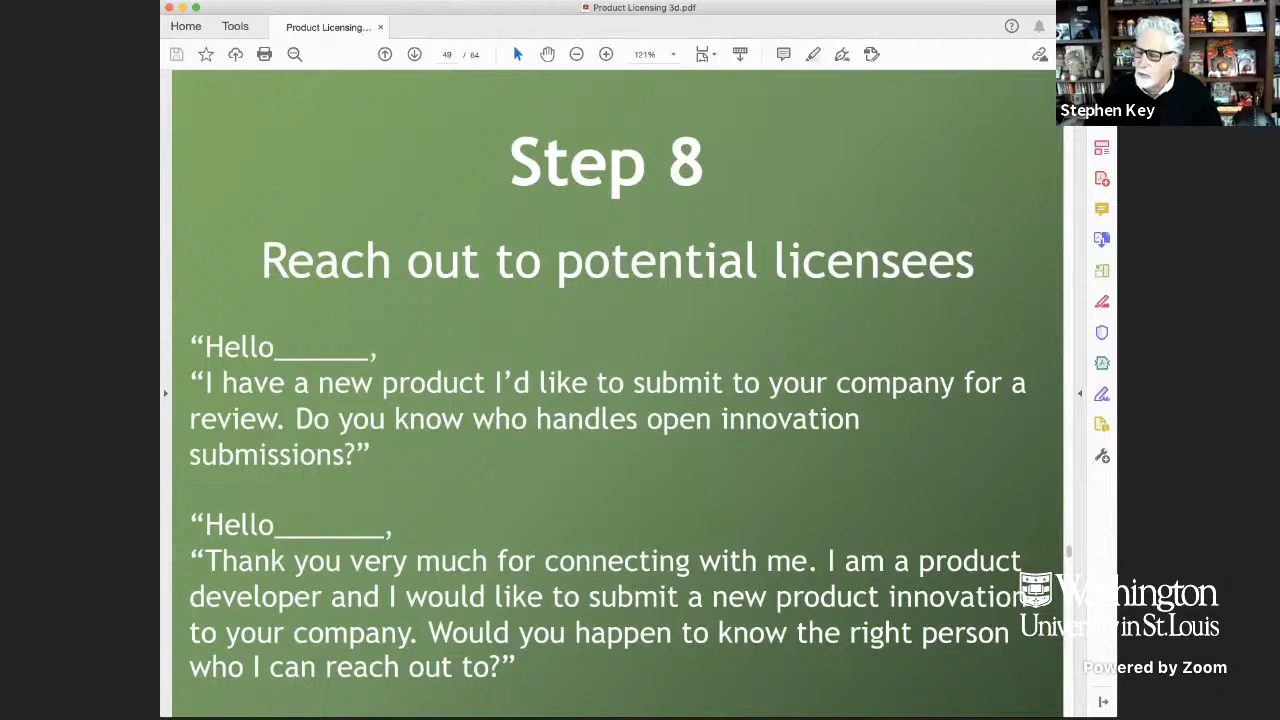 Product Licensing 3d.pdf
Home
Tools
Product Licensing...
49 / 64
121%
Stephen Key
Step 8
Reach out to potential licensees
“Hello______,
“I have a new product I’d like to submit to your company for a
review. Do you know who handles open innovation
submissions?”
“Hello_______,
“Thank you very much for connecting with me. I am a product
developer and I would like to submit a new product innovation
to your company. Would you happen to know the right person
who I can reach out to?”
Washington
University in St. Louis
Powered by Zoom